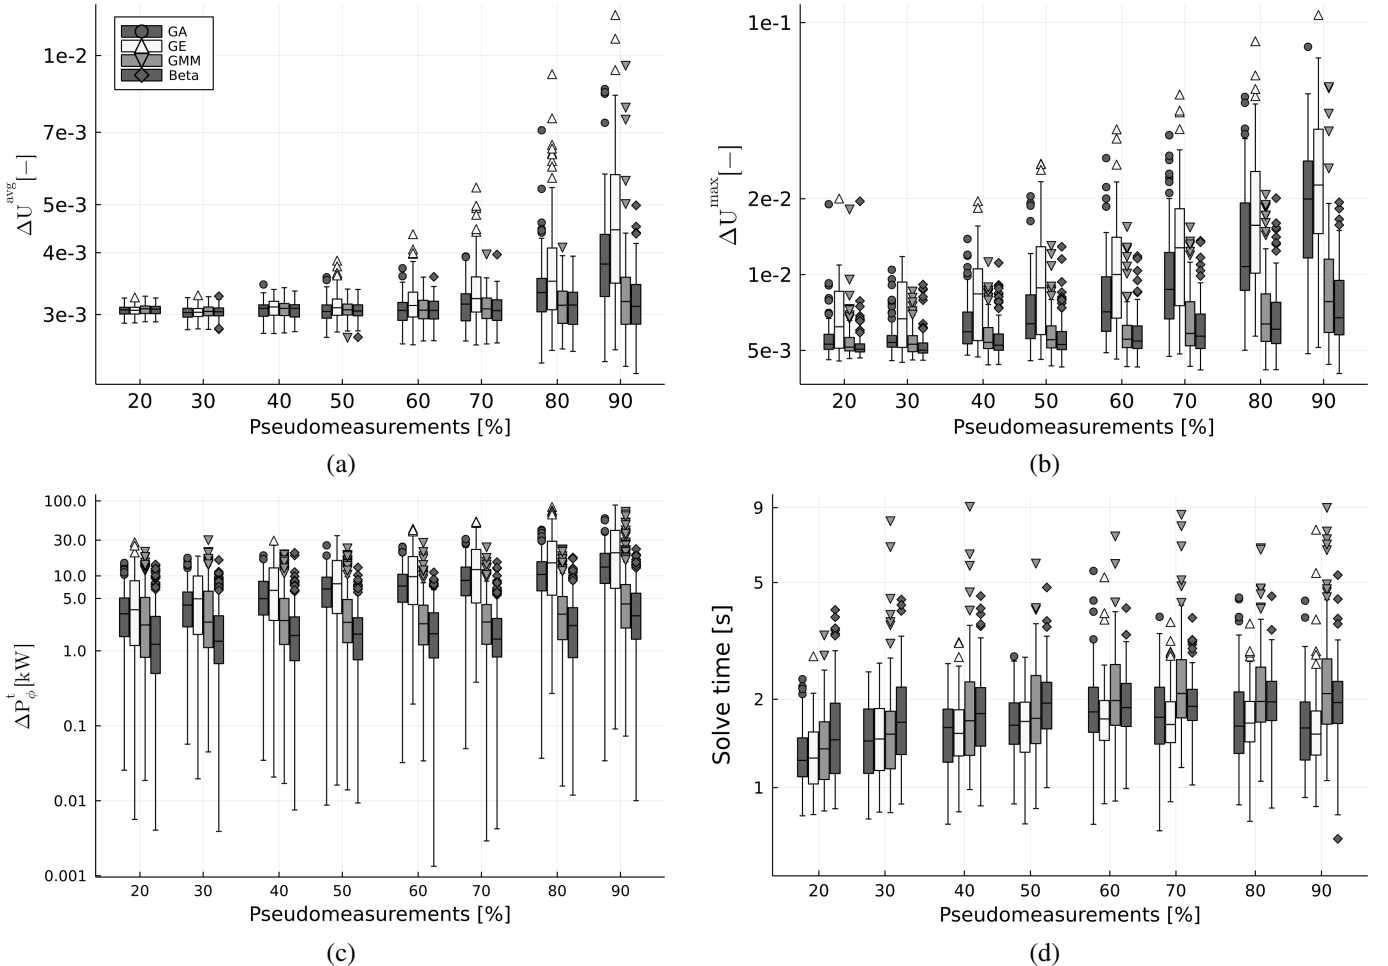 GA
GE
GMM
Beta
1e-2
7e-3
5e-3
4e-3
3e-3
ΔU^avg[−]
20 30 40 50 60 70 80 90
Pseudomeasurements [%]
(a)
1e-1
2e-2
1e-2
5e-3
ΔU^max[−]
20 30 40 50 60 70 80 90
Pseudomeasurements [%]
(b)
100.0
30.0
10.0
5.0
1.0
0.1
0.01
0.001
ΔP^t_ϕ[kW]
20 30 40 50 60 70 80 90
Pseudomeasurements [%]
(c)
9
5
2
1
Solve time [s]
20 30 40 50 60 70 80 90
Pseudomeasurements [%]
(d)